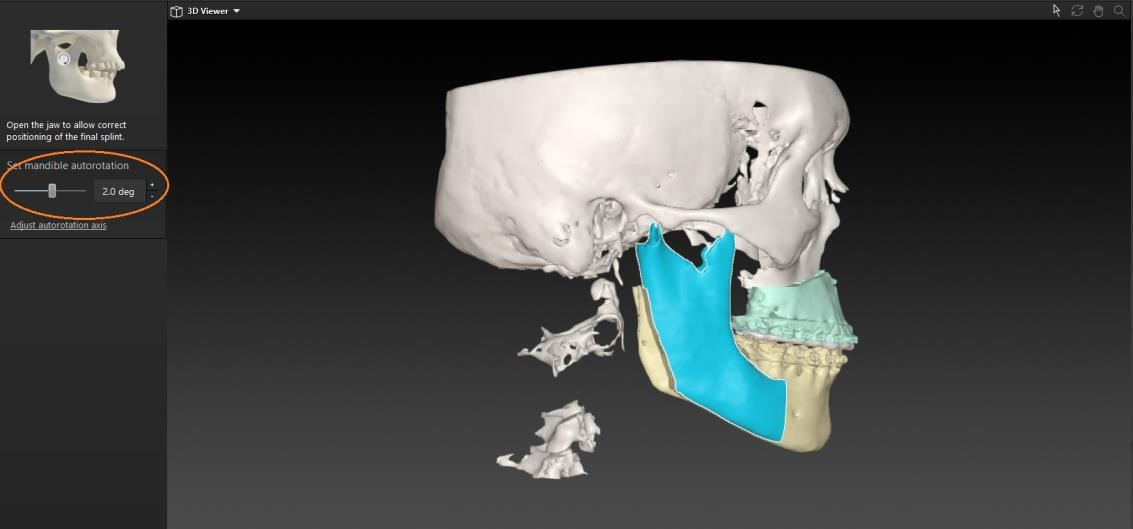 3D Viewer
Open the jaw to allow correct
positioning of the final splint.
Set mandible autorotation
2.0 deg
+
-
Adjust autorotation axis